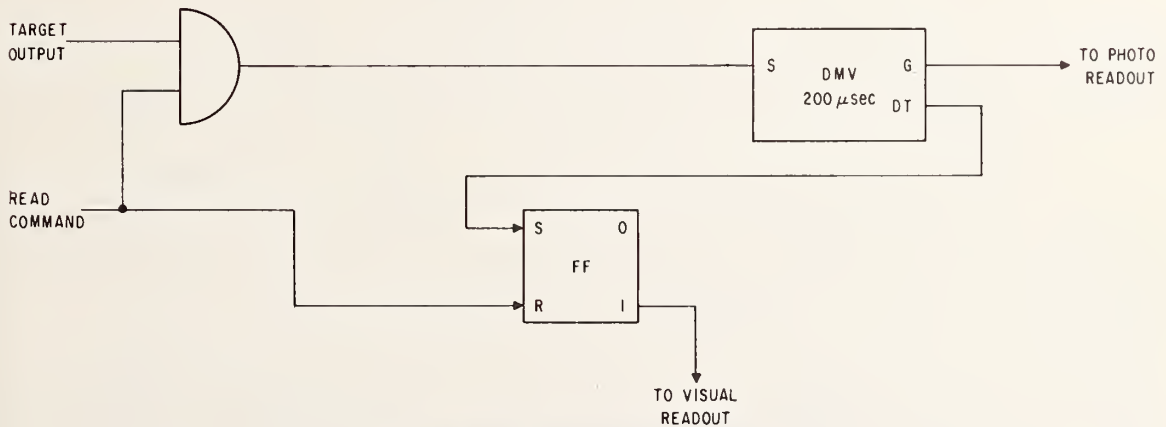 TARGET
OUTPUT
READ
COMMAND
S
DMV
200 μsec
G
DT
TO PHOTO
READOUT
S
O
FF
R
I
TO VISUAL
READOUT